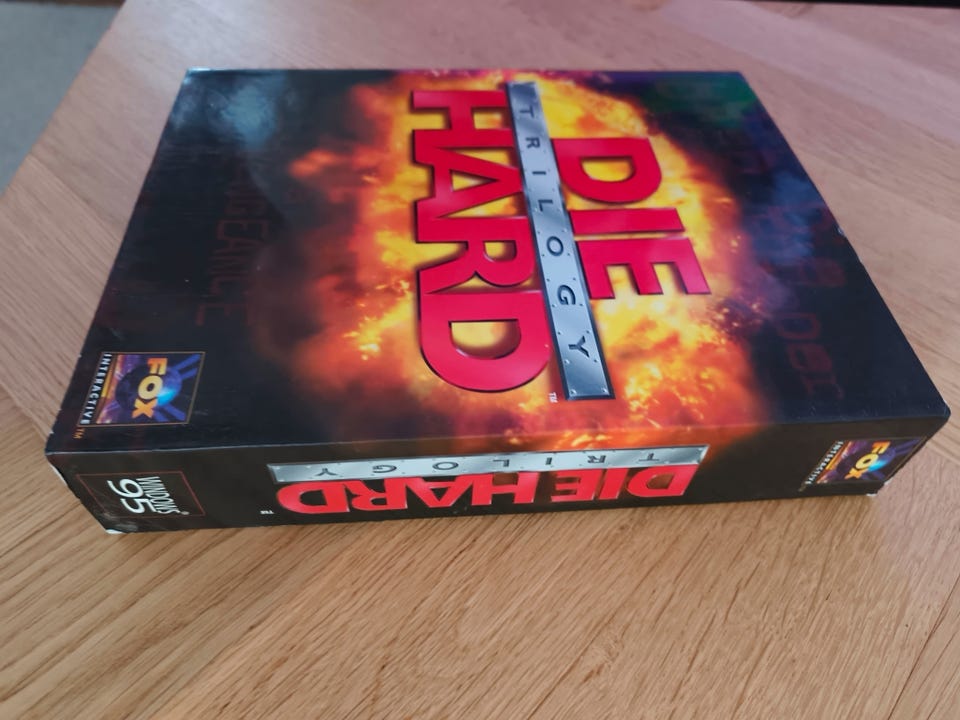 DIE
TRILOGY
HARD
TM
FOX
INTERACTIVE
TM
DIE HARD
TM
TRILOGY
FOX
INTERACTIVE
WINDOWS®
95